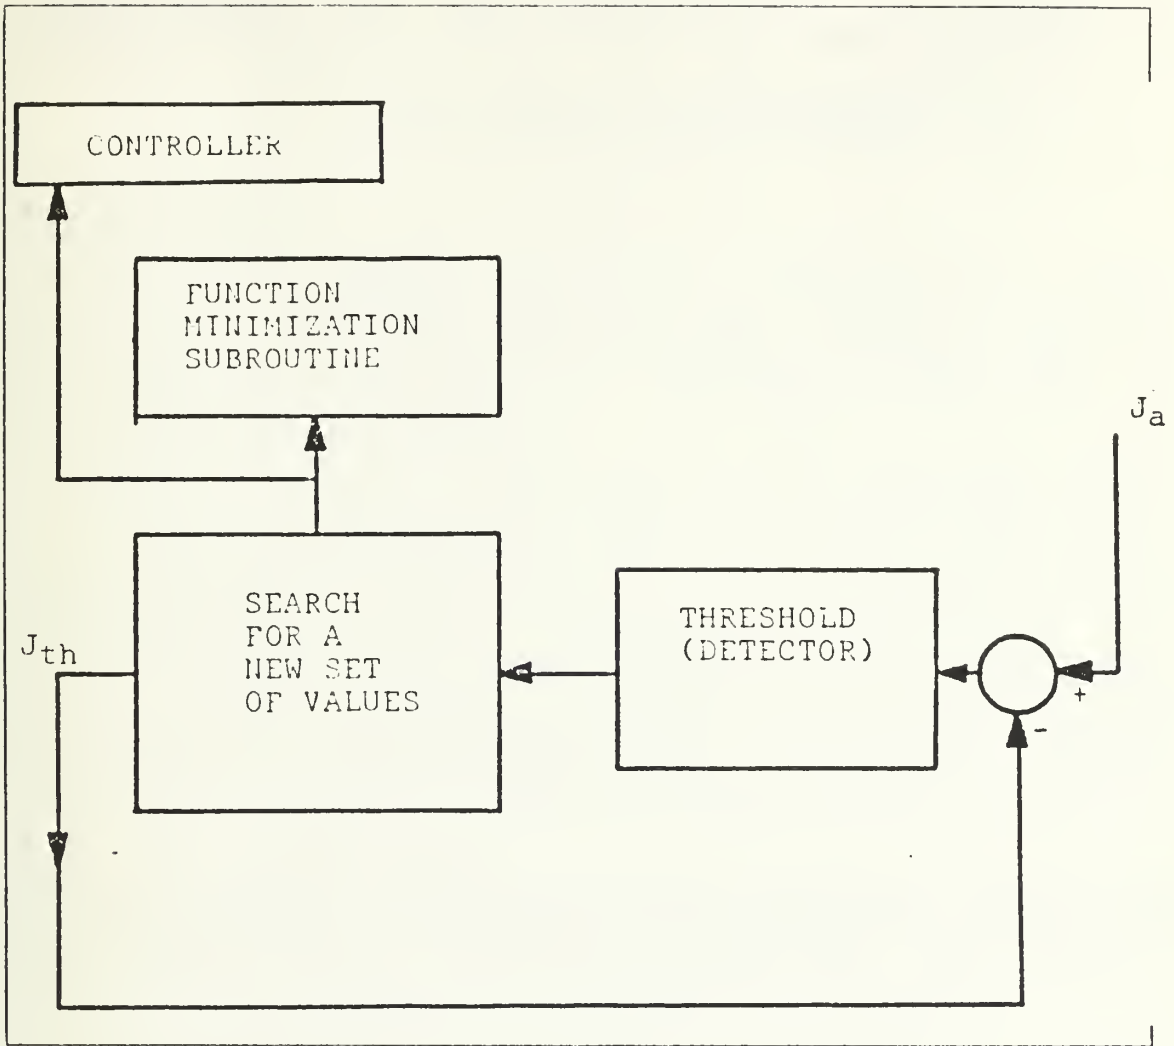 CONTROLLER
FUNCTION
MINIMIZATION
SUBROUTINE
Ja
SEARCH
FOR A
NEW SET
OF VALUES
THRESHOLD
(DETECTOR)
Jth
+
-